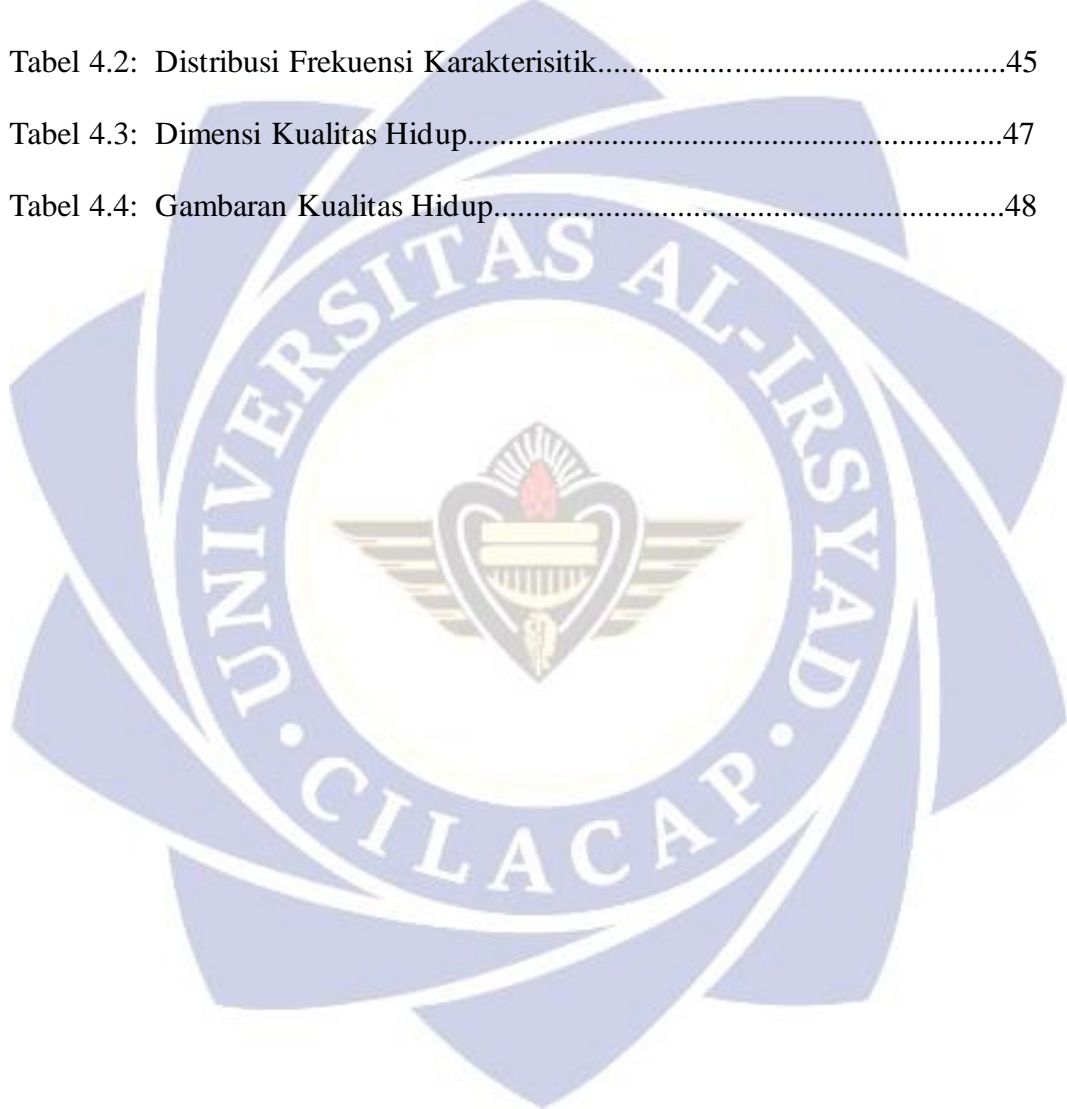 Tabel 4.2: Distribusi Frekuensi Karakterisitik.................................................45
Tabel 4.3: Dimensi Kualitas Hidup.................................................................47
Tabel 4.4: Gambaran Kualitas Hidup..............................................................48
UNIVERSITAS AL-IRSYAD
• CILACAP •